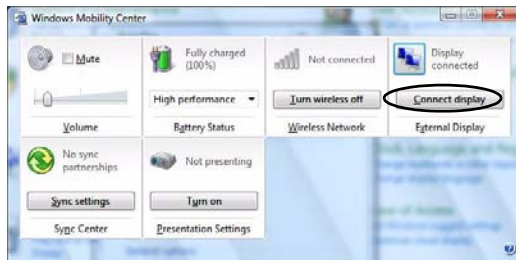 Windows Mobility Center
Mute
Volume
Fully charged
(100%)
High performance
Battery Status
Not connected
Turn wireless off
Wireless Network
Display
connected
Connect display
External Display
No sync
partnerships
Sync settings
Sync Center
Not presenting
Turn on
Presentation Settings